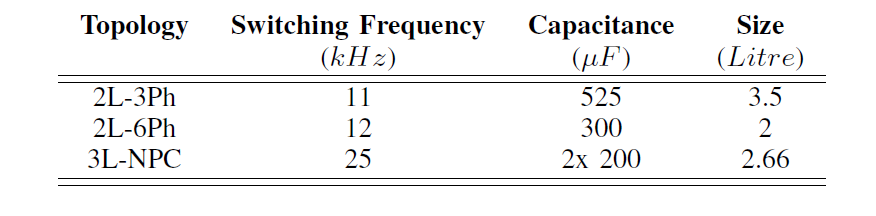 Topology Switching Frequency Capacitance Size
(kHz) (μF) (Litre)
2L-3Ph 11 525 3.5
2L-6Ph 12 300 2
3L-NPC 25 2x 200 2.66